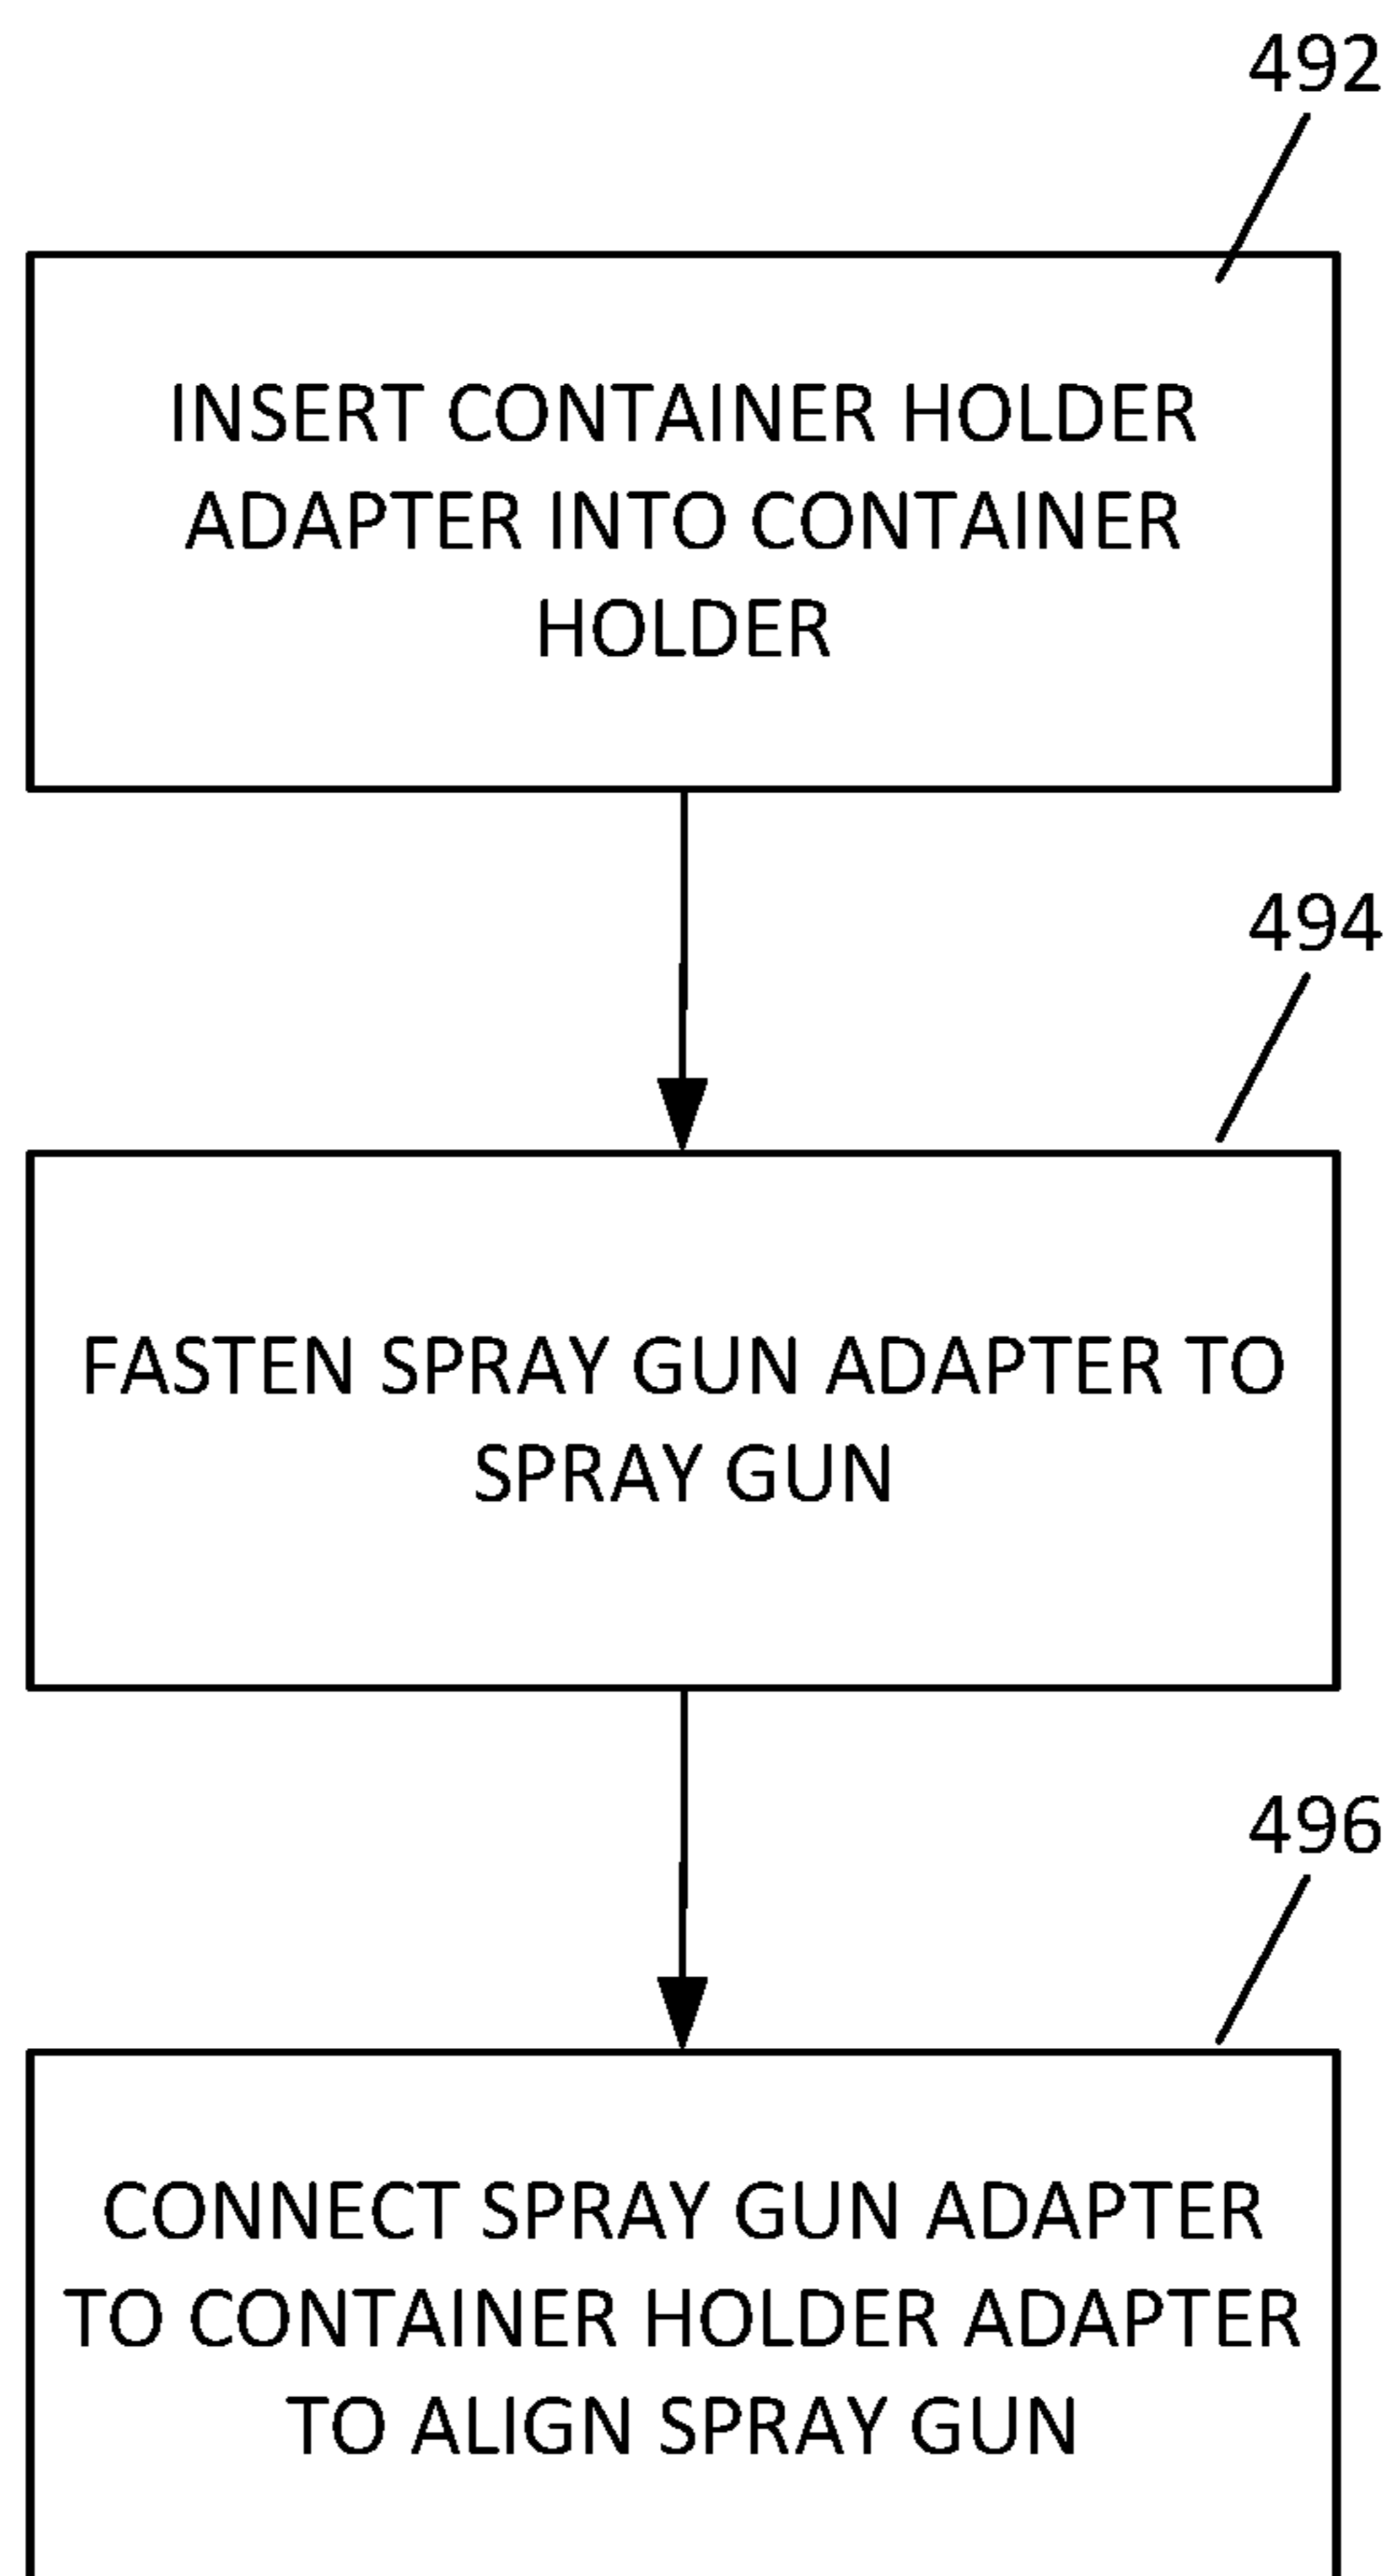 492
INSERT CONTAINER HOLDER
ADAPTER INTO CONTAINER
HOLDER
494
FASTEN SPRAY GUN ADAPTER TO
SPRAY GUN
496
CONNECT SPRAY GUN ADAPTER
TO CONTAINER HOLDER ADAPTER
TO ALIGN SPRAY GUN